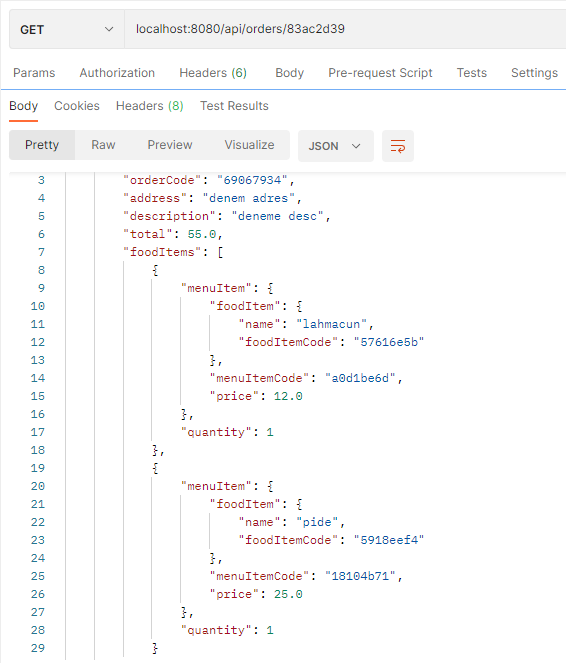 GET localhost:8080/api/orders/83ac2d39
Params Authorization Headers (6) Body Pre-request Script Tests Settings
Body Cookies Headers (8) Test Results
Pretty Raw Preview Visualize JSON
3 "orderCode": "69067934",
4 "address": "denem adres",
5 "description": "deneme desc",
6 "total": 55.0,
7 "foodItems": [
8 {
9 "menuItem": {
10 "foodItem": {
11 "name": "lahmacun",
12 "foodItemCode": "57616e5b"
13 },
14 "menuItemCode": "a0d1be6d",
15 "price": 12.0
16 },
17 "quantity": 1
18 },
19 {
20 "menuItem": {
21 "foodItem": {
22 "name": "pide",
23 "foodItemCode": "5918eef4"
24 },
25 "menuItemCode": "18104b71",
26 "price": 25.0
27 },
28 "quantity": 1
29 }